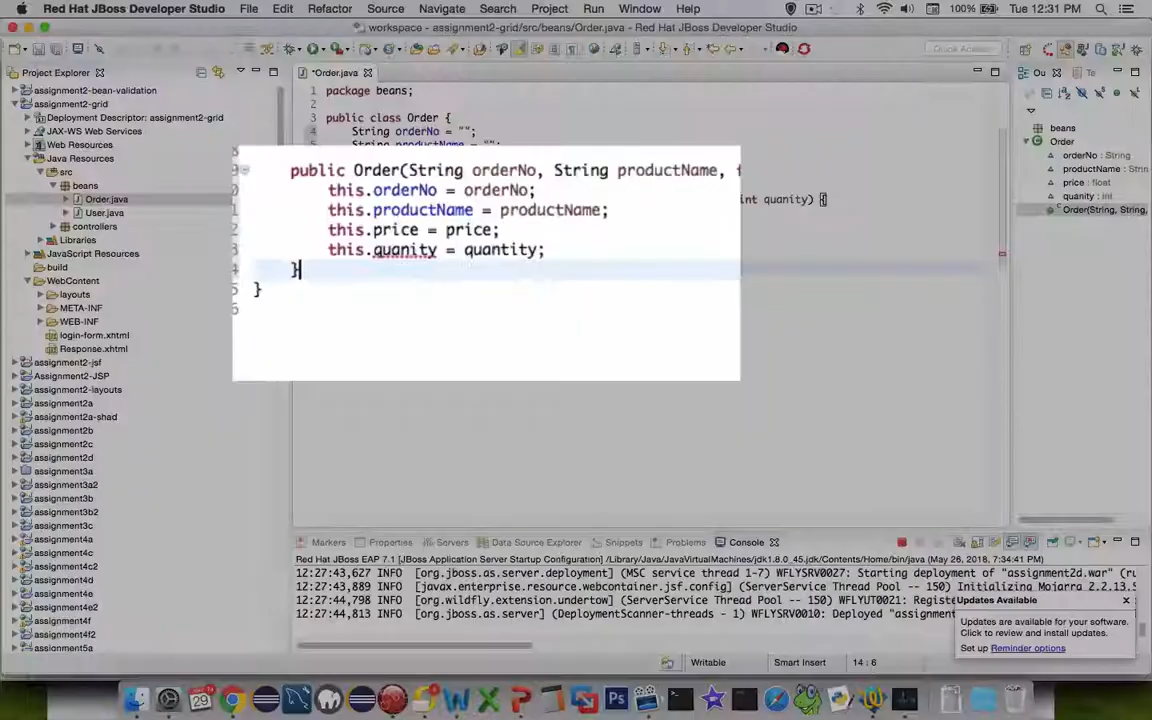 Red Hat JBoss Developer Studio File Edit Refactor Source Navigate Search Project Run Window Help 100% Tue 12:31 PM
workspace - assignment2-grid/src/beans/Order.java - Red Hat JBoss Developer Studio
Quick Access
Project Explorer
assignment2-bean-validation
assignment2-grid
Deployment Descriptor: assignment2-grid
JAX-WS Web Services
Web Resources
Java Resources
src
beans
Order.java
User.java
controllers
Libraries
JavaScript Resources
build
WebContent
layouts
META-INF
WEB-INF
login-form.xhtml
Response.xhtml
assignment2-jsf
Assignment2-JSP
assignment2-layouts
assignment2a
assignment2a-shad
assignment2b
assignment2c
assignment2d
assignment3a
assignment3a2
assignment3b
assignment3b2
assignment3c
assignment4a
assignment4c
assignment4c2
assignment4d
assignment4e
assignment4e2
assignment4f
assignment4f2
assignment5a
*Order.java
1 package beans;
2
3 public class Order {
4 String orderNo = "";
String productName = "";
int quantity) {
public Order(String orderNo, String productName,
this.orderNo = orderNo;
this.productName = productName;
this.price = price;
this.quanity = quantity;
}
}
Ou Te
beans
Order
orderNo : String
productName : Strin
price : float
quanity : int
Order(String, String,
Markers Properties Servers Data Source Explorer Snippets Problems Console
Red Hat JBoss EAP 7.1 [JBoss Application Server Startup Configuration] /Library/Java/JavaVirtualMachines/jdk1.8.0_45.jdk/Contents/Home/bin/java (May 26, 2018, 7:34:41 PM)
12:27:43,627 INFO [org.jboss.as.server.deployment] (MSC service thread 1-7) WFLYSRV0027: Starting deployment of "assignment2d.war" (ru
12:27:43,889 INFO [javax.enterprise.resource.webcontainer.jsf.config] (ServerService Thread Pool -- 150) Initializing Mojarra 2.2.13.S
12:27:44,798 INFO [org.wildfly.extension.undertow] (ServerService Thread Pool -- 150) WFLYUT0021: Registe
12:27:44,813 INFO [org.jboss.as.server] (DeploymentScanner-threads - 1) WFLYSRV0010: Deployed "assignment
Updates Available
Updates are available for your software.
Click to review and install updates.
Set up Reminder options
Writable Smart Insert 14 : 6